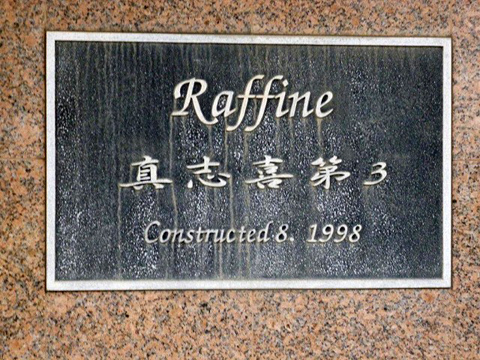 Raffine
真志喜第3
Constructed 8. 1998